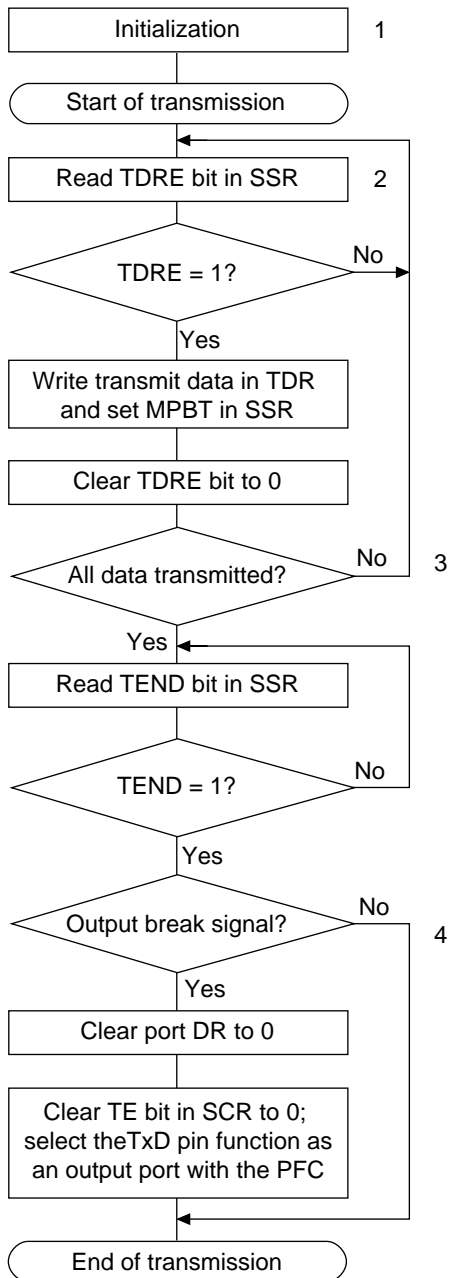 Initialization
1
Start of transmission
Read TDRE bit in SSR
2
TDRE = 1?
No
Yes
Write transmit data in TDR
and set MPBT in SSR
Clear TDRE bit to 0
All data transmitted?
No
3
Yes
Read TEND bit in SSR
TEND = 1?
No
Yes
Output break signal?
No
4
Yes
Clear port DR to 0
Clear TE bit in SCR to 0;
select theTxD pin function as
an output port with the PFC
End of transmission